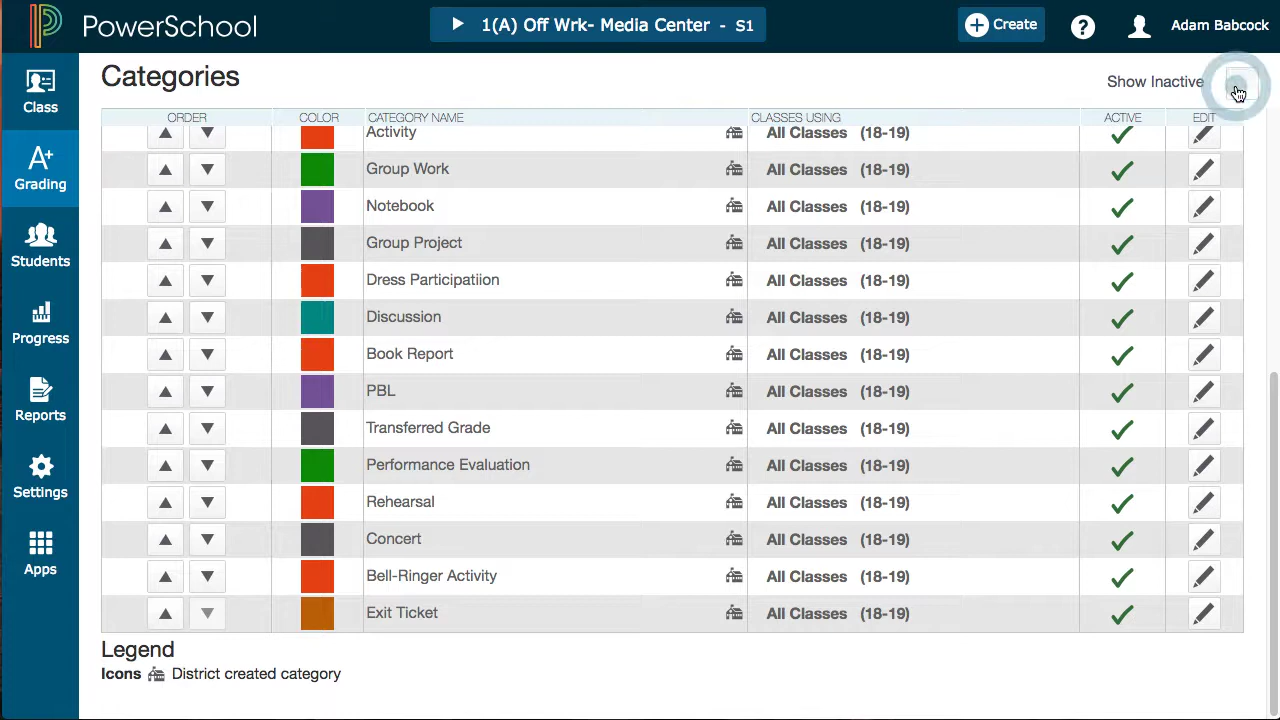 PowerSchool
1(A) Off Wrk- Media Center - S1
Create
?
Adam Babcock
Class
A+
Grading
Students
Progress
Reports
Settings
Apps
Categories
Show Inactive
ORDER COLOR CATEGORY NAME CLASSES USING ACTIVE EDIT
Activity All Classes (18-19)
Group Work All Classes (18-19)
Notebook All Classes (18-19)
Group Project All Classes (18-19)
Dress Participatiion All Classes (18-19)
Discussion All Classes (18-19)
Book Report All Classes (18-19)
PBL All Classes (18-19)
Transferred Grade All Classes (18-19)
Performance Evaluation All Classes (18-19)
Rehearsal All Classes (18-19)
Concert All Classes (18-19)
Bell-Ringer Activity All Classes (18-19)
Exit Ticket All Classes (18-19)
Legend
Icons District created category